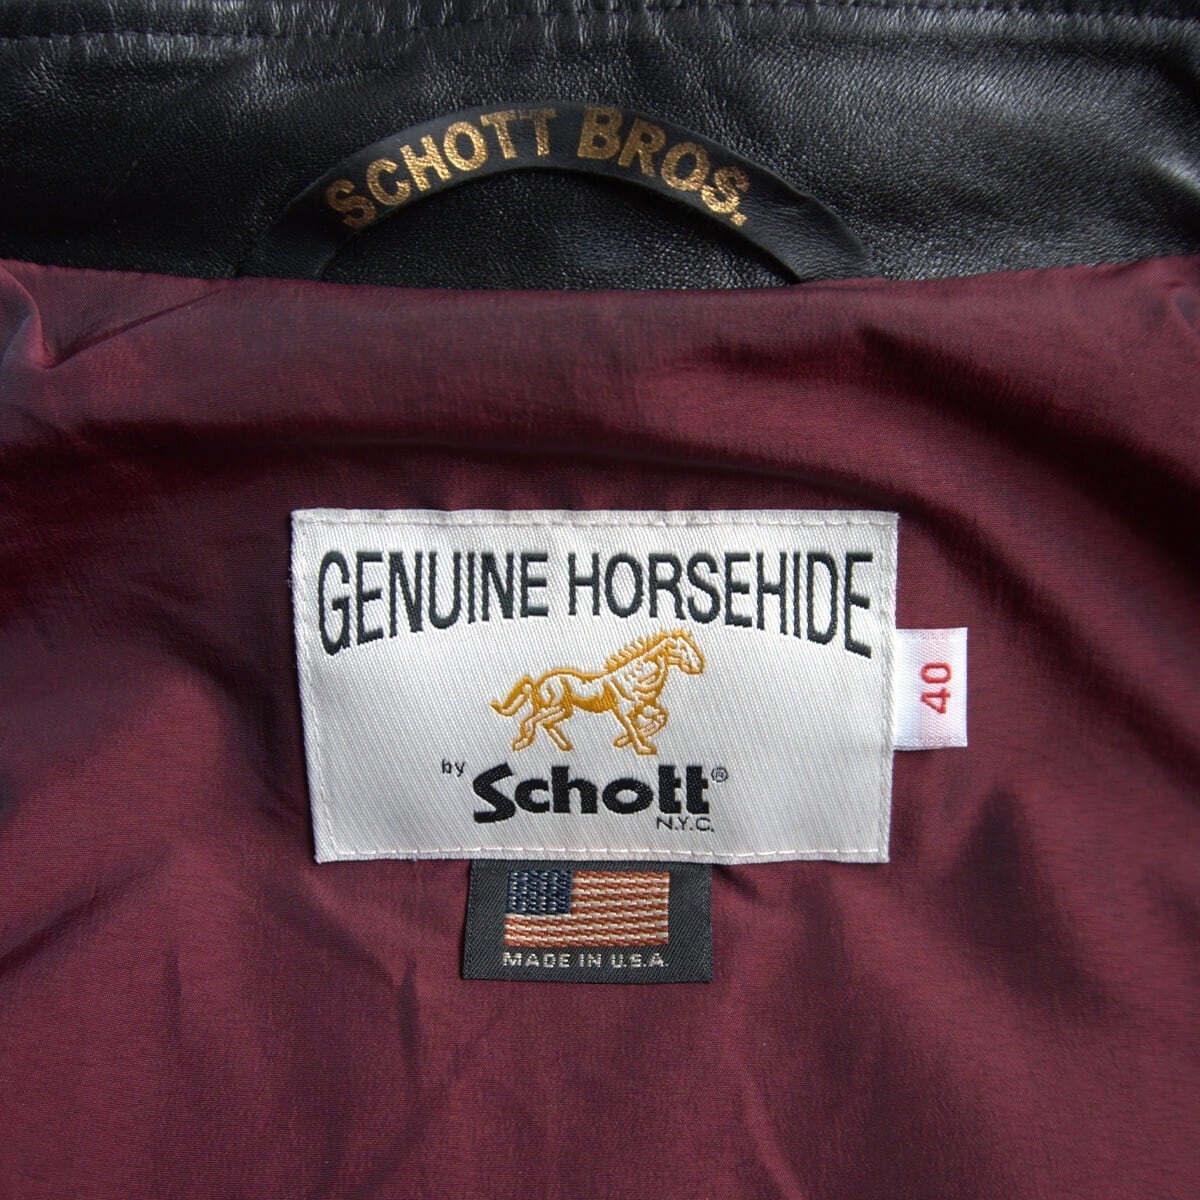 SCHOTT BROS.
GENUINE HORSEHIDE
by Schott®
N.Y.C.
40
MADE IN U.S.A.